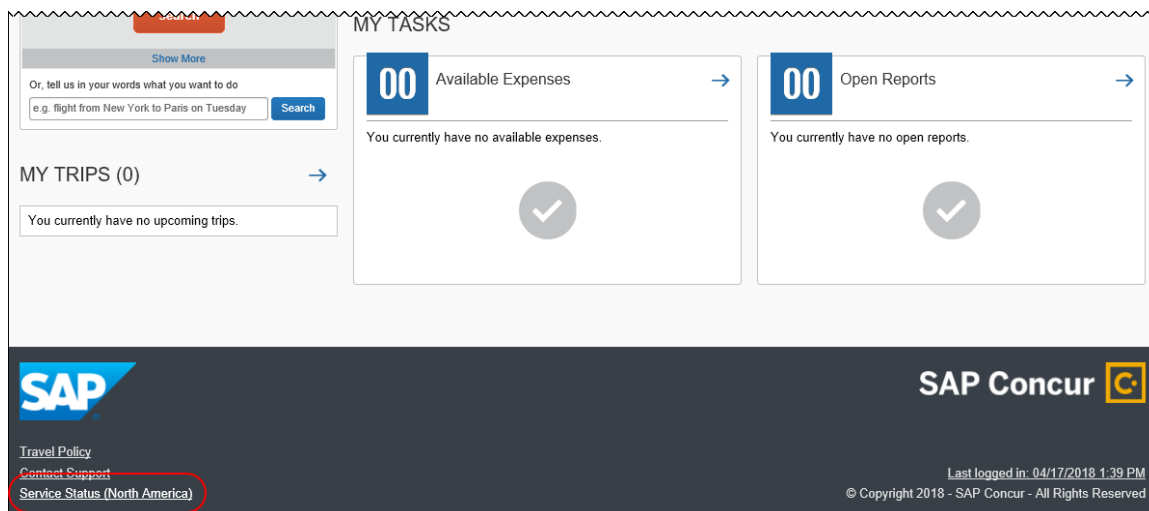 Search
MY TASKS
Show More
Or, tell us in your words what you want to do
e.g. flight from New York to Paris on Tuesday
Search
MY TRIPS (0)
You currently have no upcoming trips.
00
Available Expenses
You currently have no available expenses.
00
Open Reports
You currently have no open reports.
SAP
SAP Concur C.
Travel Policy
Contact Support
Service Status (North America)
Last logged in: 04/17/2018 1:39 PM
© Copyright 2018 - SAP Concur - All Rights Reserved